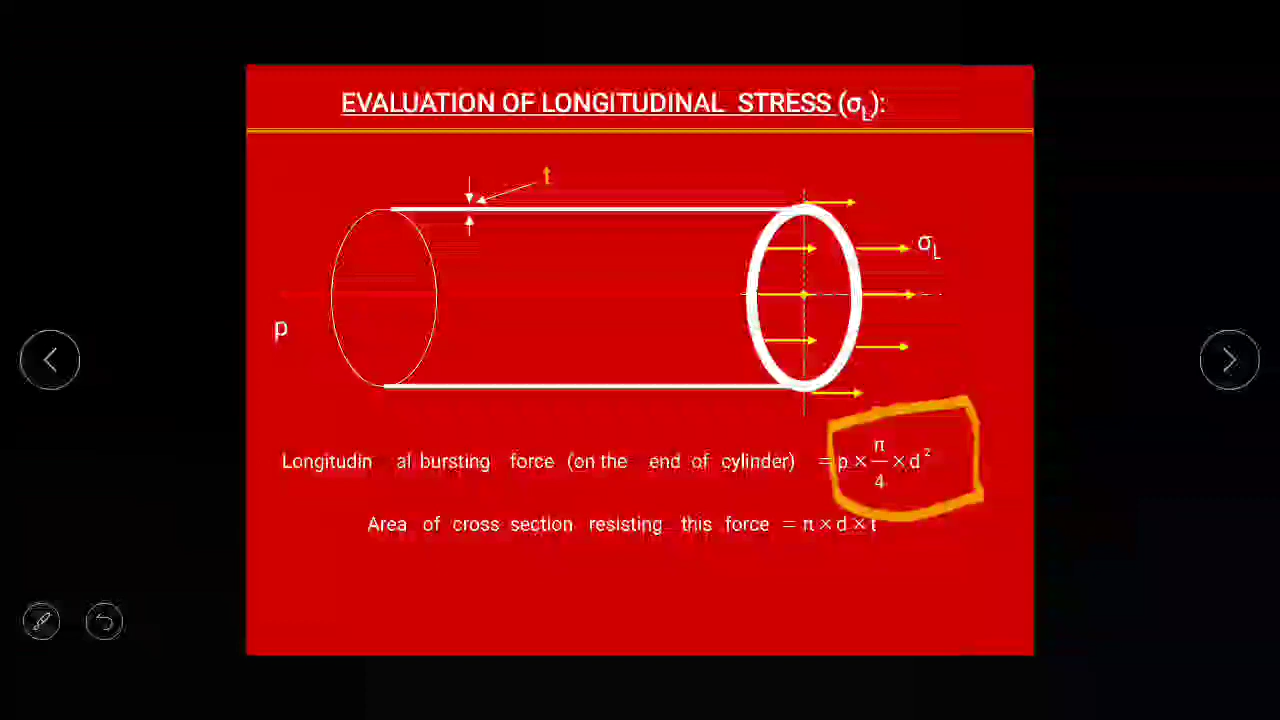 EVALUATION OF LONGITUDINAL STRESS (σL):
t
σL
p
Longitudin al bursting force (on the end of cylinder) = p × π/4 × d²
Area of cross section resisting this force = π × d × t